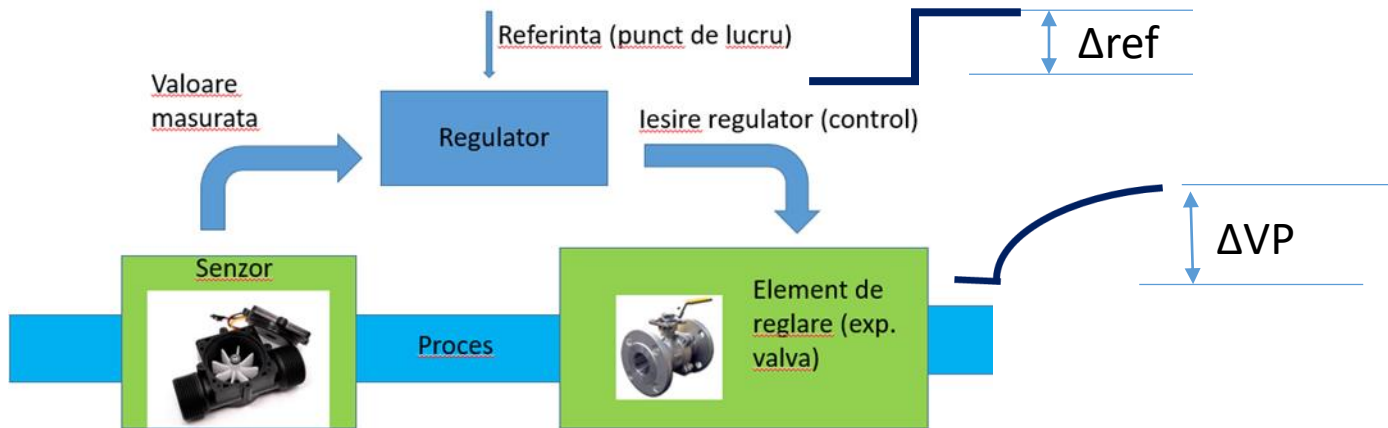 Referinta (punct de lucru)
Δref
Valoare
masurata
Regulator
Iesire regulator (control)
ΔVP
Senzor
Element de
reglare (exp.
valva)
Proces